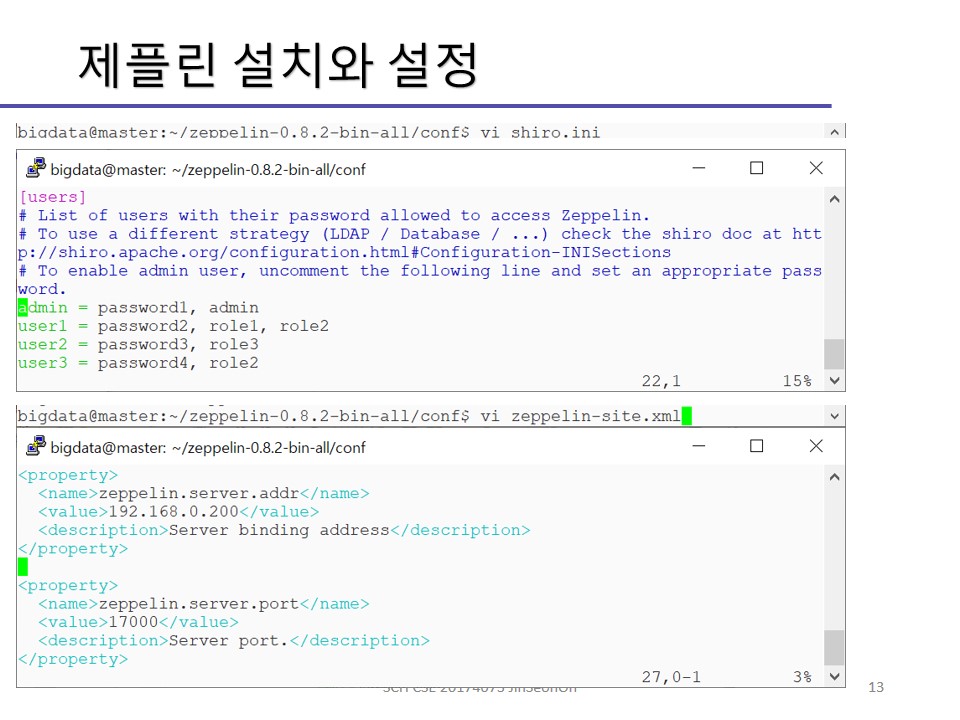 제플린 설치와 설정
bigdata@master:~/zeppelin-0.8.2-bin-all/conf$ vi shiro.ini
bigdata@master: ~/zeppelin-0.8.2-bin-all/conf
[users]
# List of users with their password allowed to access Zeppelin.
# To use a different strategy (LDAP / Database / ...) check the shiro doc at htt
p://shiro.apache.org/configuration.html#Configuration-INISections
# To enable admin user, uncomment the following line and set an appropriate pass
word.
admin = password1, admin
user1 = password2, role1, role2
user2 = password3, role3
user3 = password4, role2
22,1 15%
bigdata@master:~/zeppelin-0.8.2-bin-all/conf$ vi zeppelin-site.xml
bigdata@master: ~/zeppelin-0.8.2-bin-all/conf
<property>
  <name>zeppelin.server.addr</name>
  <value>192.168.0.200</value>
  <description>Server binding address</description>
</property>
<property>
  <name>zeppelin.server.port</name>
  <value>17000</value>
  <description>Server port.</description>
</property>
27,0-1 3%
SCH CSE 20174075 JinSeonOh
13